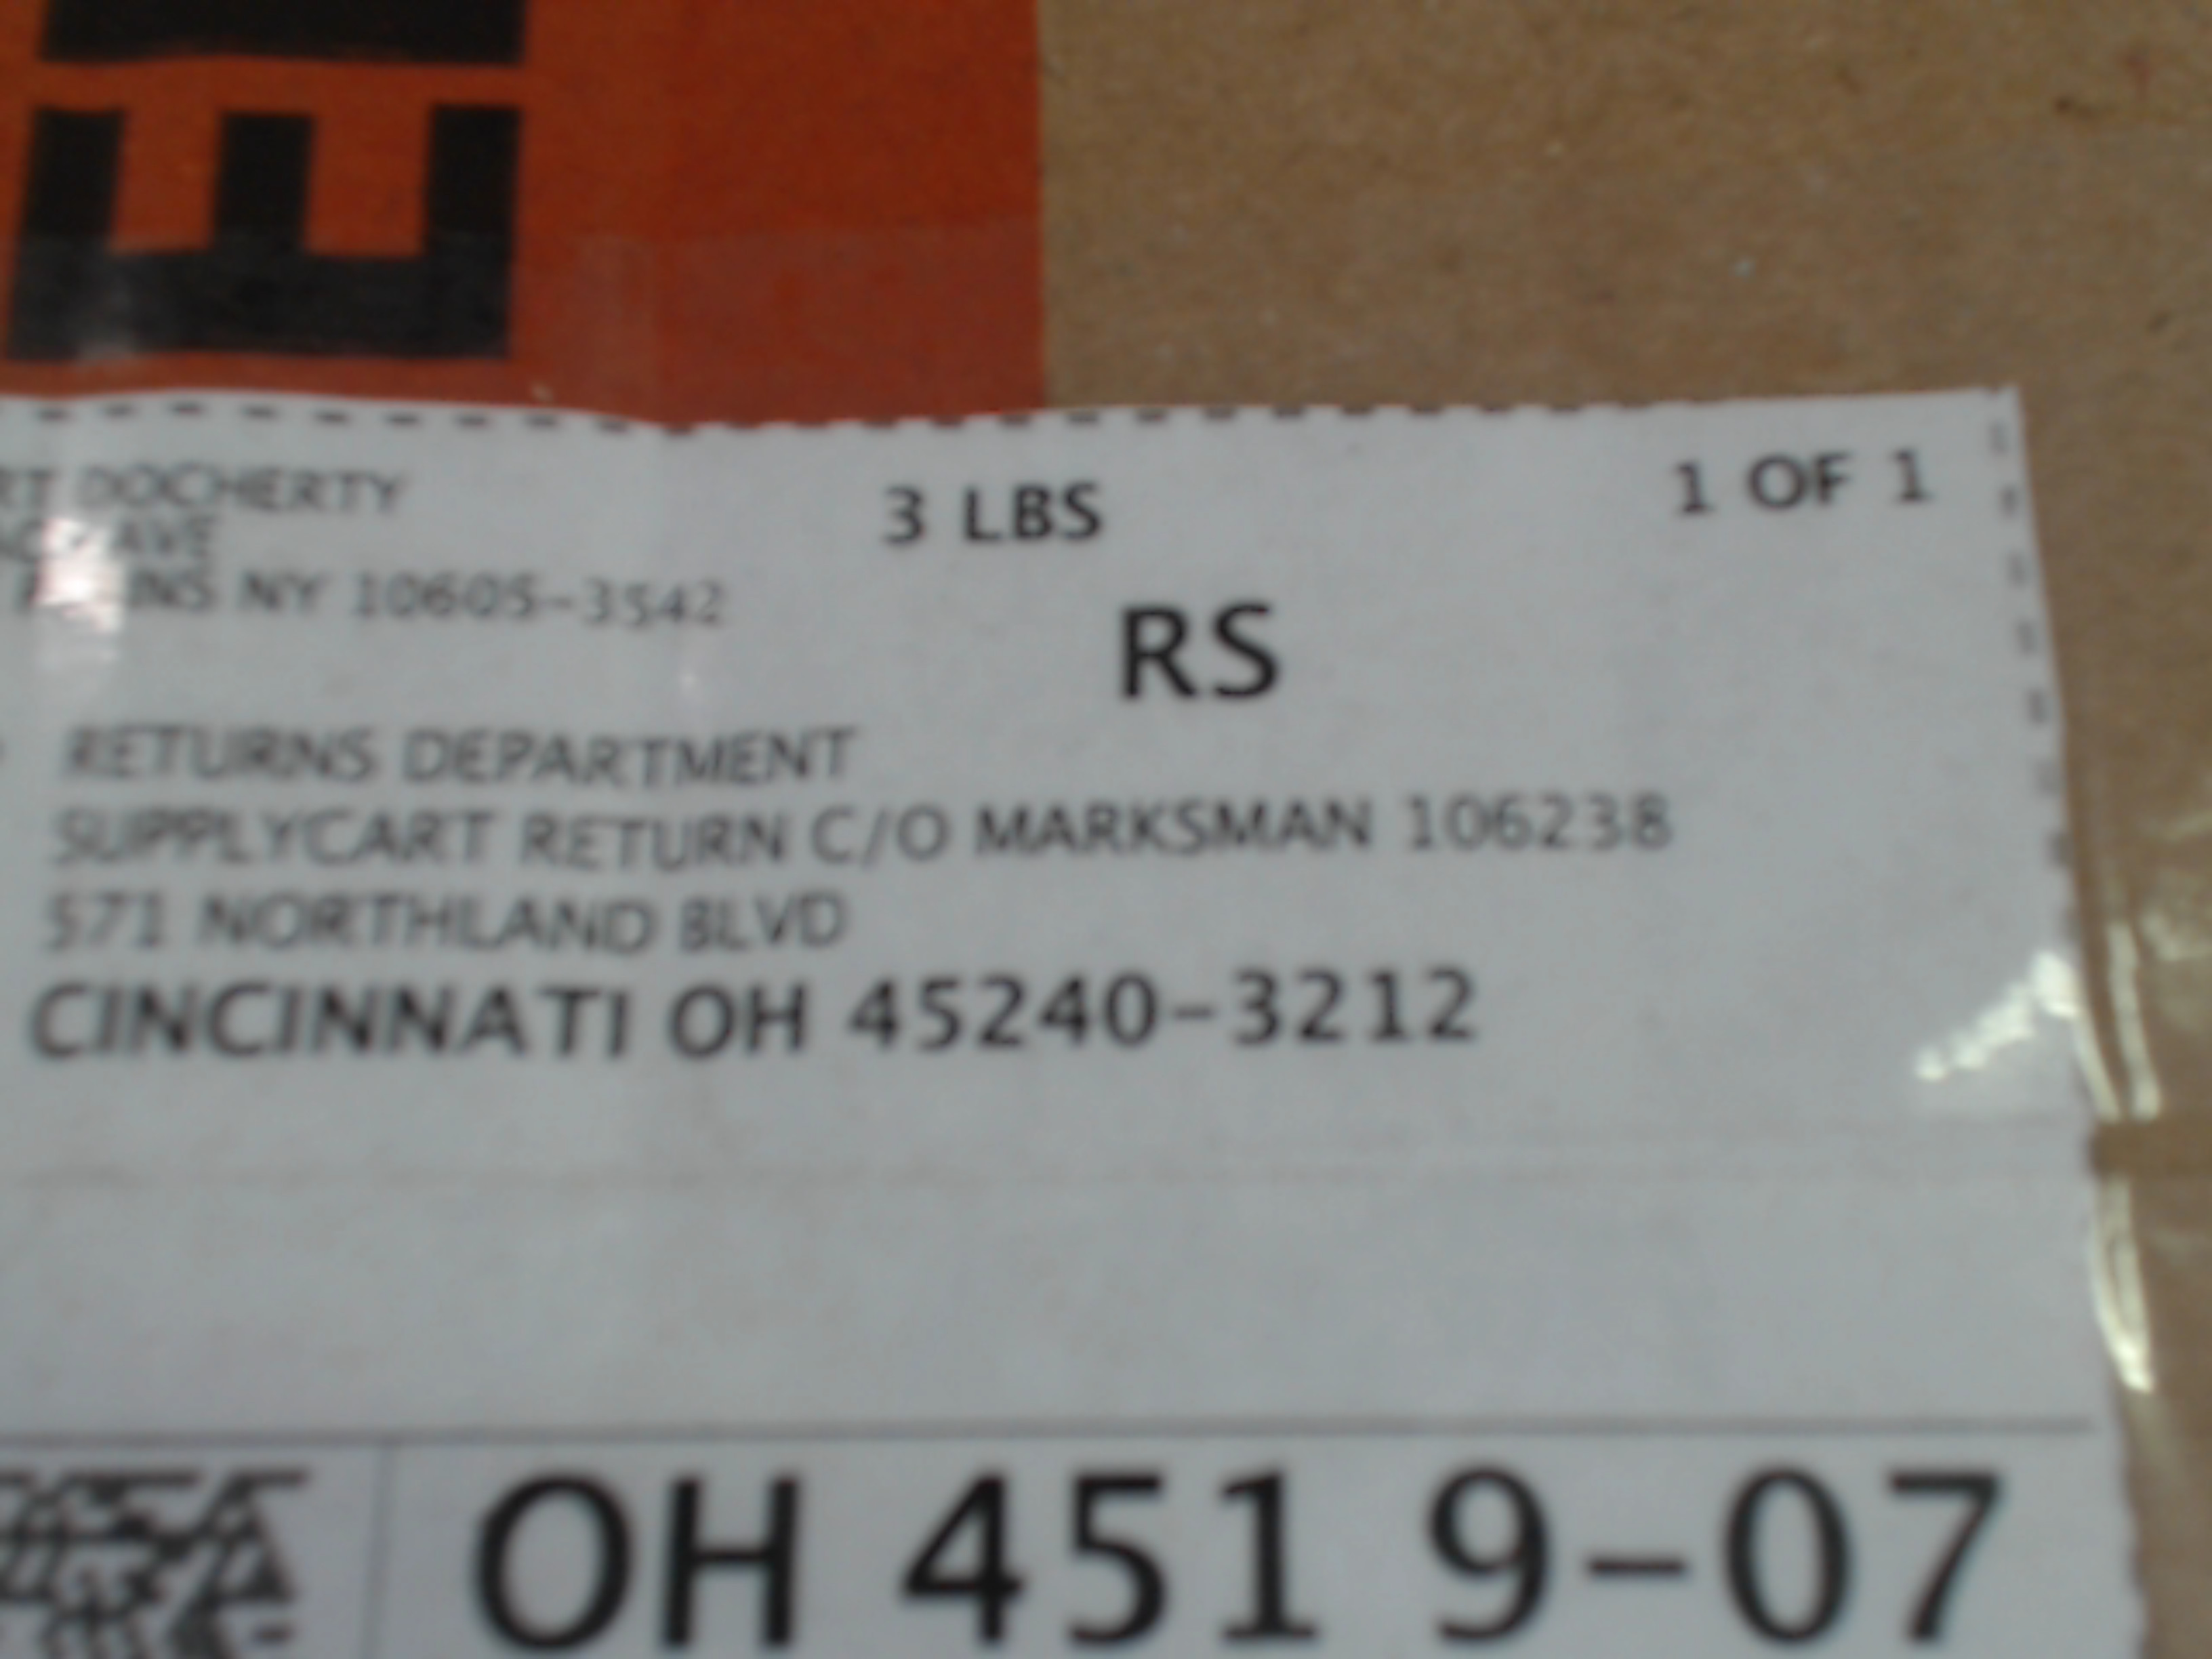 DOCHERTY
AVE
NY 10605-3542
3 LBS
1 OF 1
RS
RETURNS DEPARTMENT
SUPPLYCART RETURN C/O MARKSMAN 106238
571 NORTHLAND BLVD
CINCINNATI OH 45240-3212
OH 451 9-07